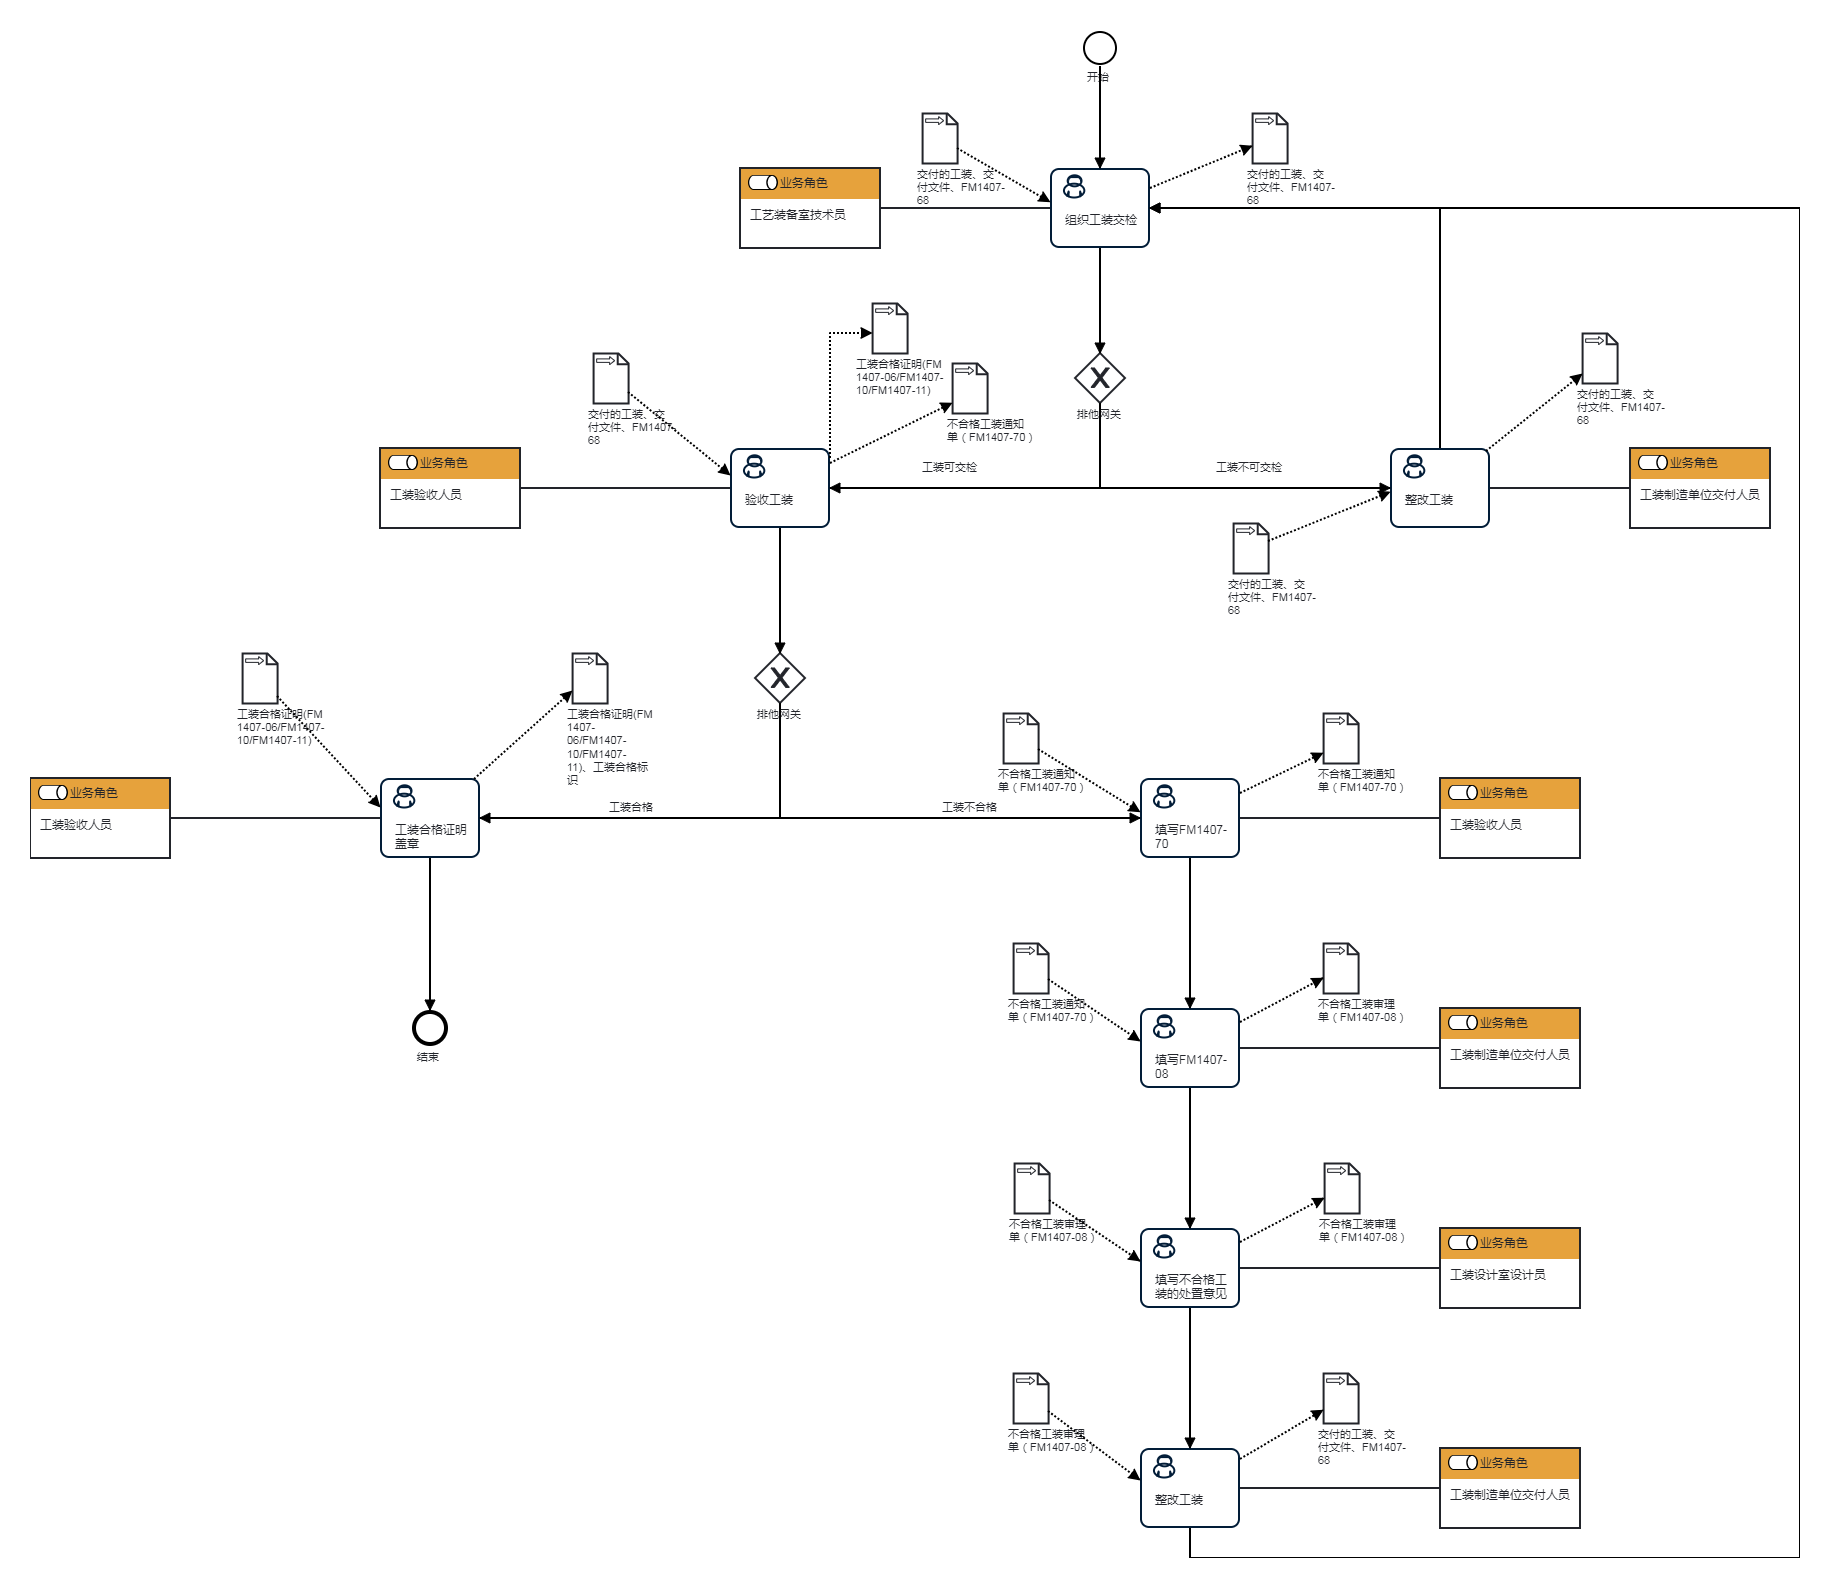 开始
交付的工装、交
付文件、FM1407-
68
交付的工装、交
付文件、FM1407-
68
业务角色
工艺装备室技术员
组织工装交检
工装合格证明(FM
1407-06/FM1407-
10/FM1407-11)
不合格工装通知
单（FM1407-70）
交付的工装、交
付文件、FM1407-
68
排他网关
交付的工装、交
付文件、FM1407-
68
业务角色
工装验收人员
验收工装
工装可交检
工装不可交检
整改工装
业务角色
工装制造单位交付人员
交付的工装、交
付文件、FM1407-
68
工装合格证明(FM
1407-06/FM1407-
10/FM1407-11)
工装合格证明(FM
1407-
06/FM1407-
10/FM1407-
11)、工装合格标
识
排他网关
不合格工装通知
单（FM1407-70）
不合格工装通知
单（FM1407-70）
业务角色
工装验收人员
工装合格证明
盖章
工装合格
工装不合格
填写FM1407-
70
业务角色
工装验收人员
不合格工装通知
单（FM1407-70）
不合格工装审理
单（FM1407-08）
结束
填写FM1407-
08
业务角色
工装制造单位交付人员
不合格工装审理
单（FM1407-08）
不合格工装审理
单（FM1407-08）
填写不合格工
装的处置意见
业务角色
工装设计室设计员
不合格工装审理
单（FM1407-08）
交付的工装、交
付文件、FM1407-
68
整改工装
业务角色
工装制造单位交付人员